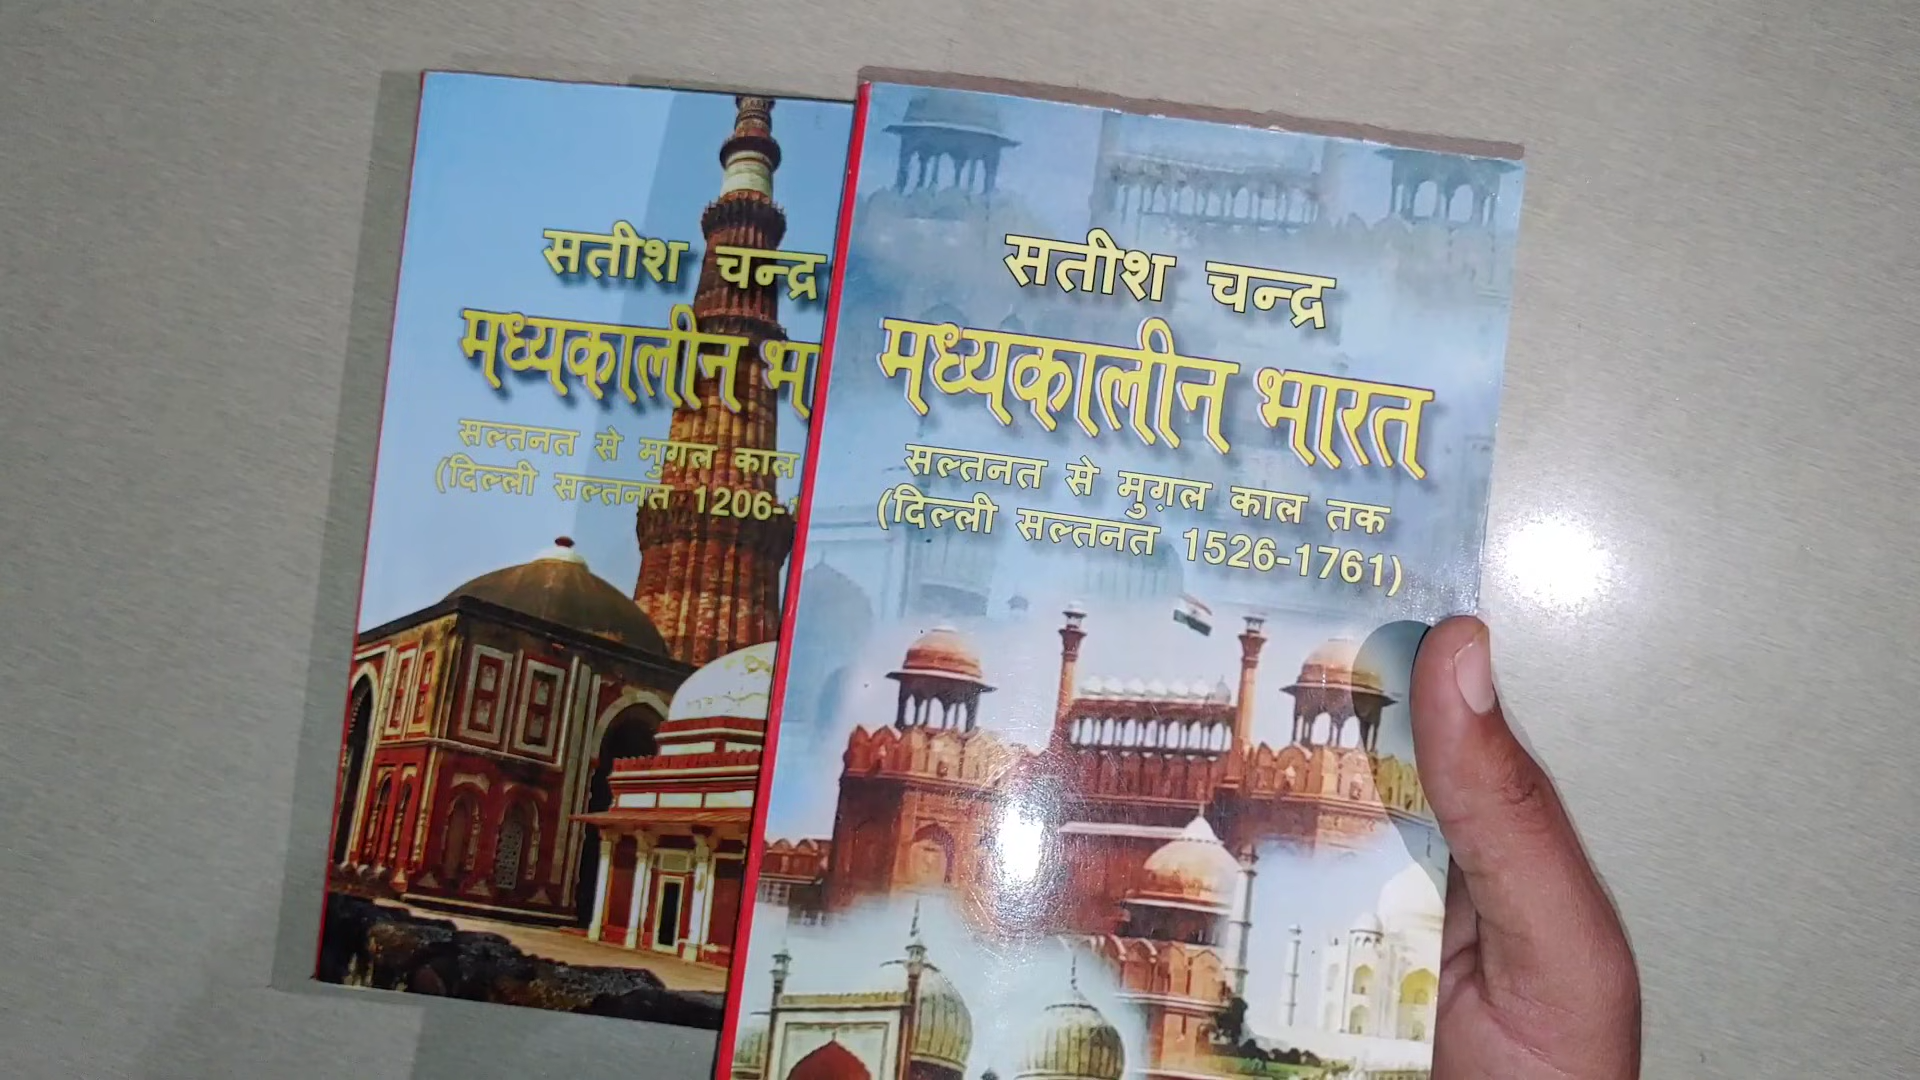 सतीश चन्द्र
मध्यकालीन
सल्तनत से मुग़ल काल
(दिल्ली सल्तनत 1206-
सतीश चन्द्र
मध्यकालीन भारत
सल्तनत से मुग़ल काल तक
(दिल्ली सल्तनत 1526-1761)